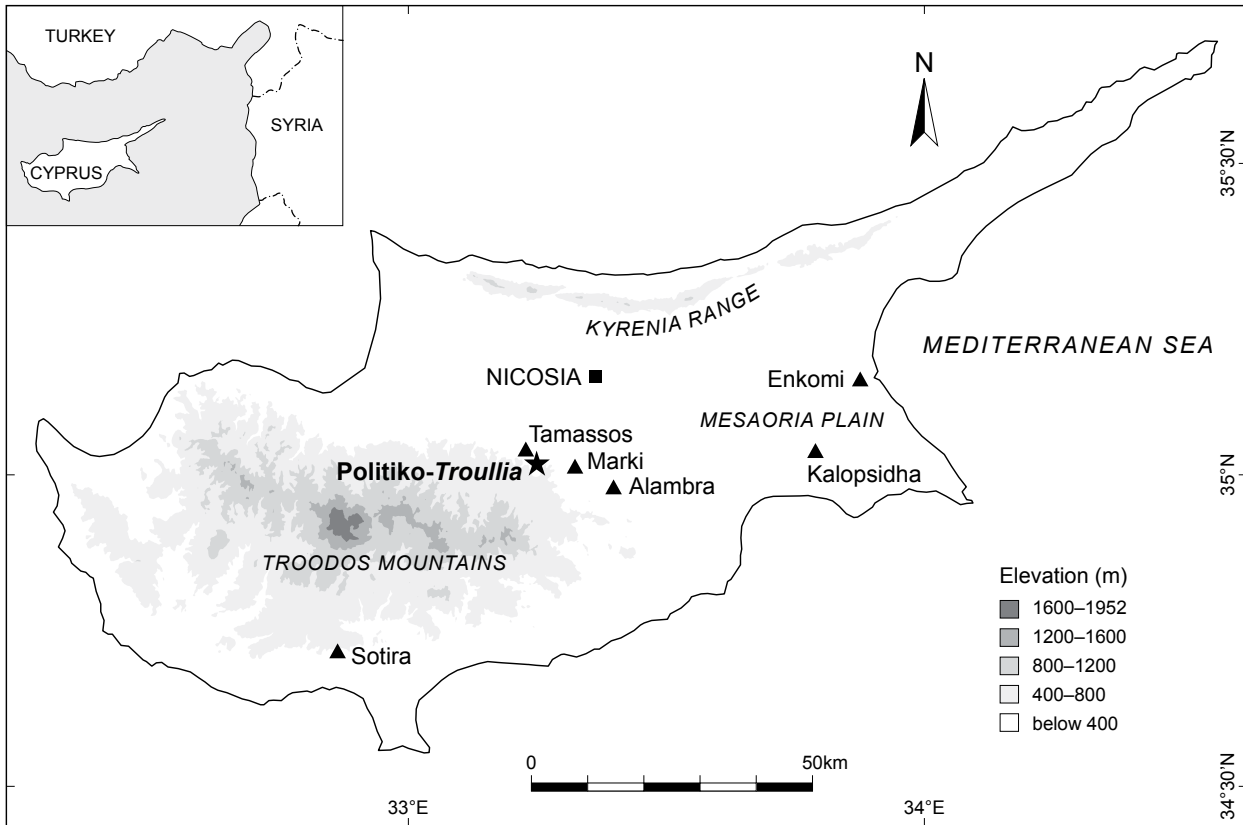 TURKEY
SYRIA
CYPRUS
N
35°30'N
KYRENIA RANGE
MEDITERRANEAN SEA
NICOSIA
Enkomi
MESAORIA PLAIN
Tamassos
Politiko-Troullia
Marki
Kalopsidha
35°N
Alambra
TROODOS MOUNTAINS
Elevation (m)
1600–1952
1200–1600
800–1200
400–800
below 400
Sotira
0 50km
34°30'N
33°E 34°E